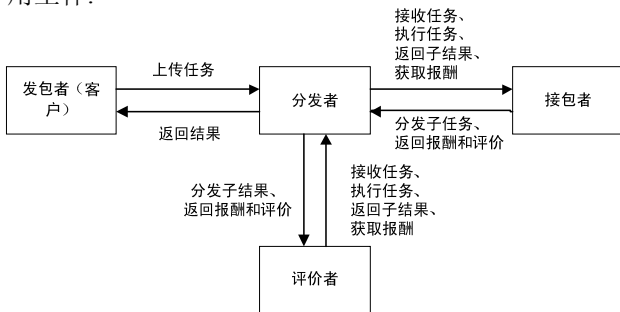 接收任务、
执行任务、
返回子结果、
获取报酬
上传任务
发包者（客
户）
分发者
接包者
返回结果
分发子任务、
返回报酬和评价
分发子结果、
返回报酬和评价
接收任务、
执行任务、
返回子结果、
获取报酬
评价者